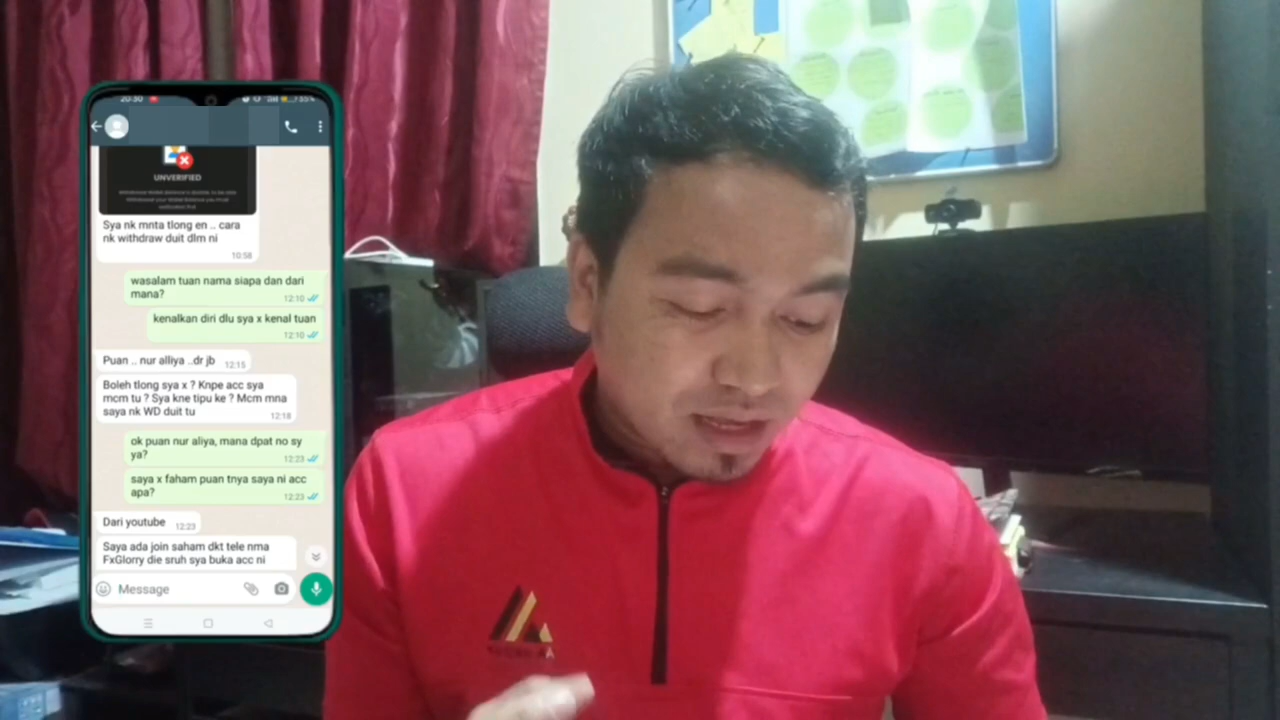 20:30
55%
UNVERIFIED
Sya nk mnta tlong en .. cara
nk withdraw duit dlm ni
10:58
wasalam tuan nama siapa dan dari
mana?
12:10
kenalkan diri dlu sya x kenal tuan
12:10
Puan .. nur alliya ..dr jb
12:15
Boleh tlong sya x ? Knpe acc sya
mcm tu ? Sya kne tipu ke ? Mcm mna
saya nk WD duit tu
12:18
ok puan nur aliya, mana dpat no sy
ya?
12:23
saya x faham puan tnya saya ni acc
apa?
12:23
Dari youtube
12:23
Saya ada join saham dkt tele nma
FxGlorry die sruh sya buka acc ni
Message